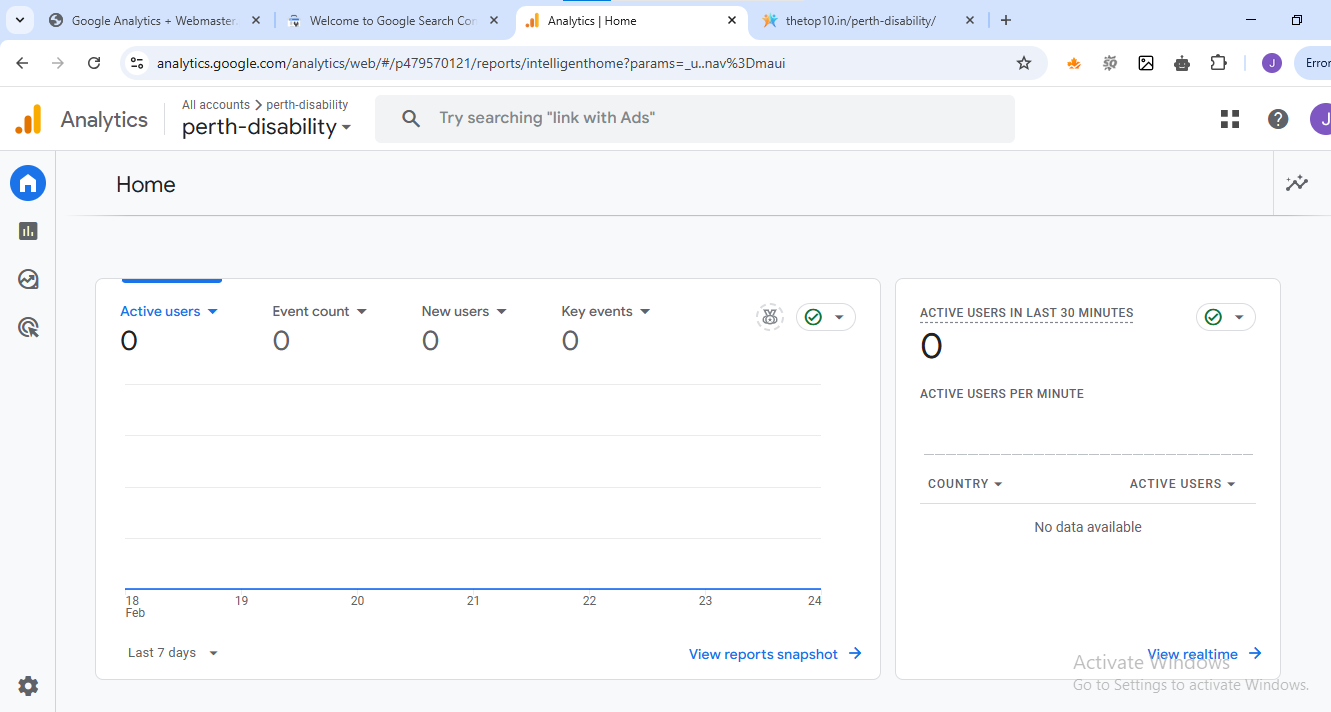 Google Analytics + Webmaster
Welcome to Google Search Con
Analytics | Home
thetop10.in/perth-disability/
analytics.google.com/analytics/web/#/p479570121/reports/intelligenthome?params=_u..nav%3Dmaui
J
Error
Analytics
All accounts > perth-disability
perth-disability
Try searching "link with Ads"
?
J
Home
Active users
Event count
New users
Key events
0
0
0
0
18
Feb
19
20
21
22
23
24
Last 7 days
View reports snapshot
ACTIVE USERS IN LAST 30 MINUTES
0
ACTIVE USERS PER MINUTE
COUNTRY
ACTIVE USERS
No data available
View realtime
Activate Windows
Go to Settings to activate Windows.